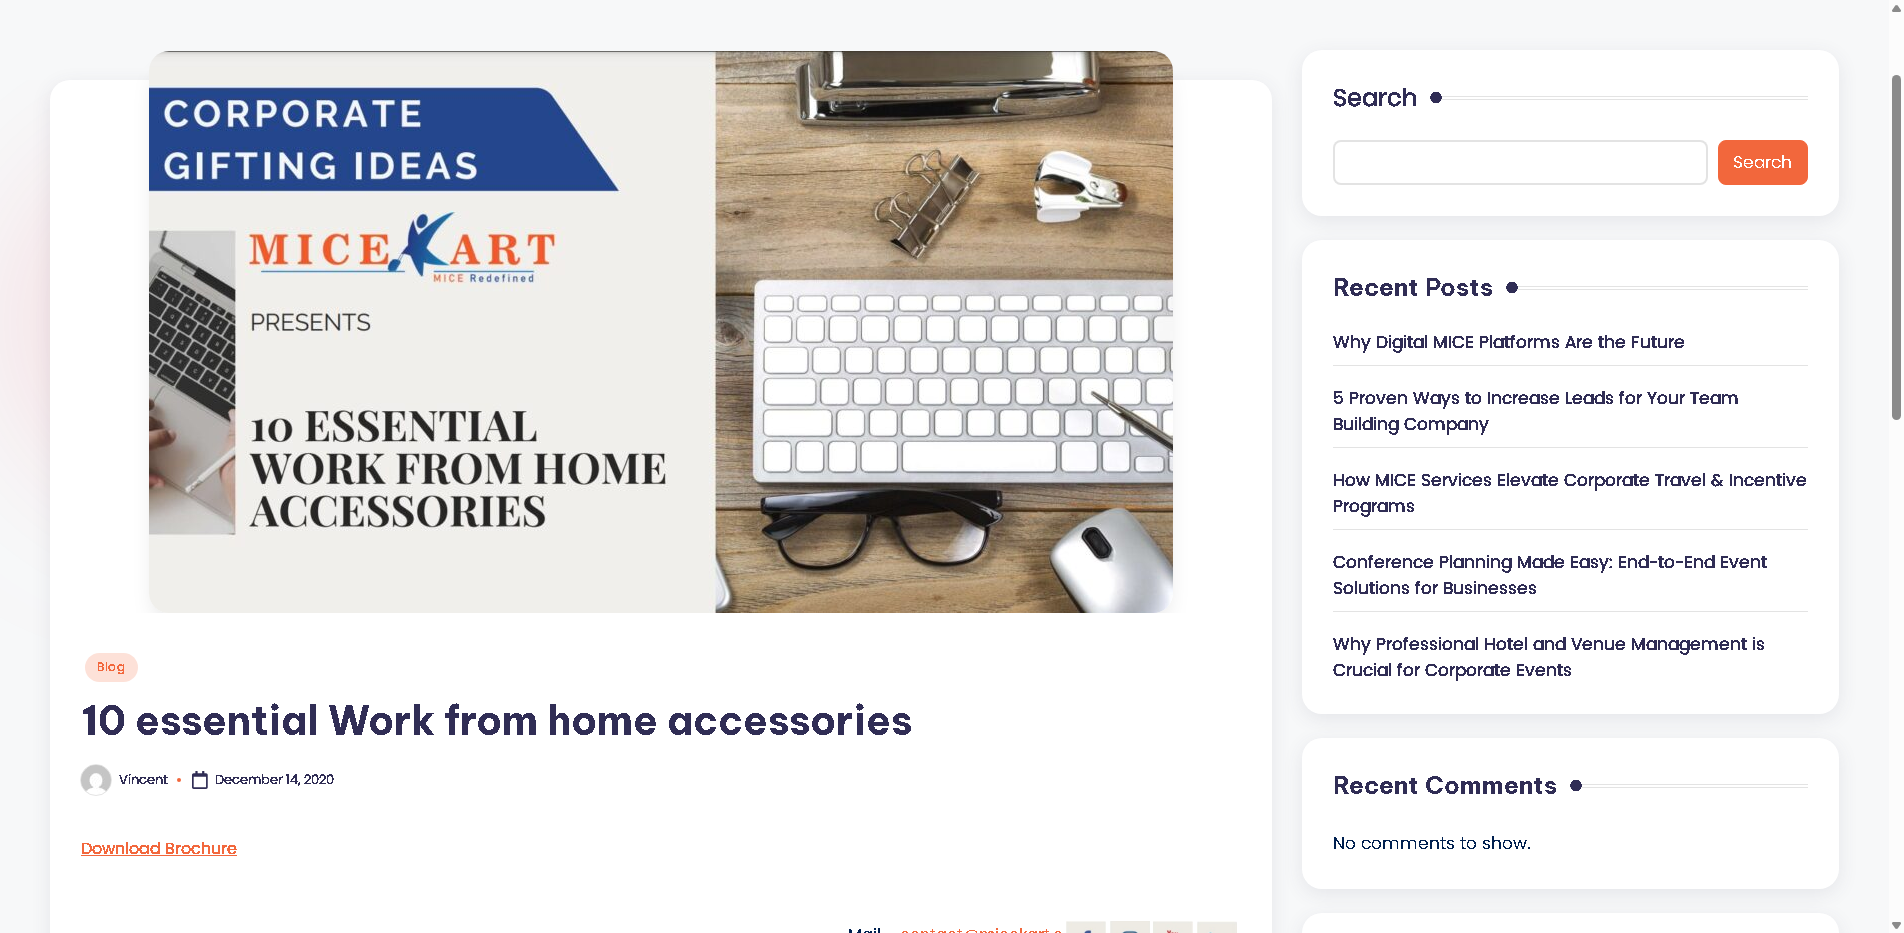 CORPORATE
GIFTING IDEAS
MICEKART
MICE Redefined
PRESENTS
10 ESSENTIAL
WORK FROM HOME
ACCESSORIES
Blog
10 essential Work from home accessories
Vincent • December 14, 2020
Download Brochure
Mail
Search
Search
Recent Posts
Why Digital MICE Platforms Are the Future
5 Proven Ways to Increase Leads for Your Team
Building Company
How MICE Services Elevate Corporate Travel & Incentive
Programs
Conference Planning Made Easy: End-to-End Event
Solutions for Businesses
Why Professional Hotel and Venue Management is
Crucial for Corporate Events
Recent Comments
No comments to show.